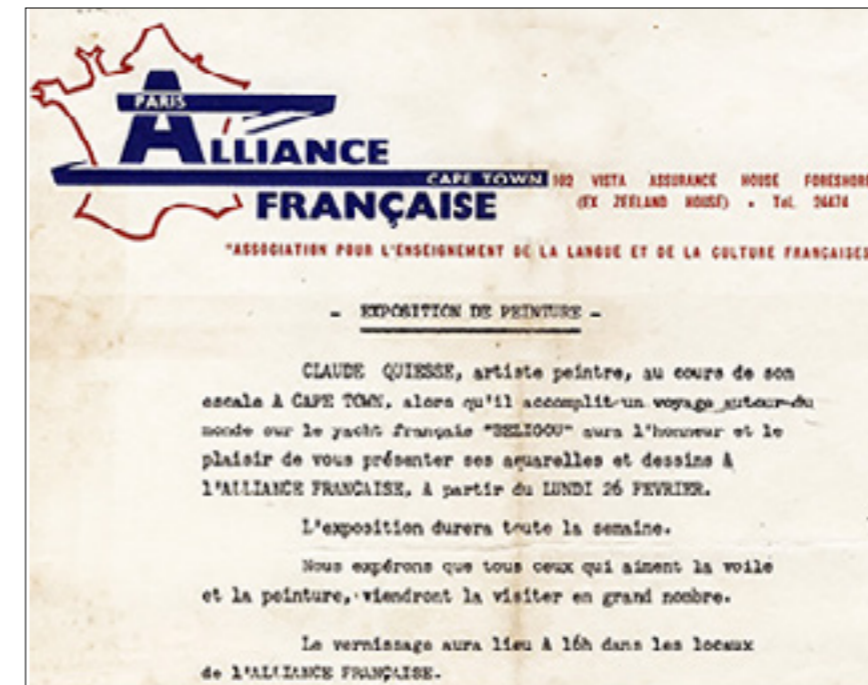 PARIS
ALLIANCE
CAPE TOWN 102 VISTA ASSURANCE HOUSE FORESHORE
FRANÇAISE (EX ZEELAND HOUSE) • Tel.
"ASSOCIATION POUR L'ENSEIGNEMENT DE LA LANGUE ET DE LA CULTURE FRANÇAISES
- EXPOSITION DE PEINTURE -
CLAUDE QUIESSE, artiste peintre, au cours de son
escale à CAPE TOWN, alors qu'il accomplit un voyage autour du
monde sur le yacht français aura l'honneur et le
plaisir de vous présenter ses aquarelles et dessins à
l'ALLIANCE FRANCAISE, à partir du LUNDI 26 FEVRIER.
L'exposition durera toute la semaine.
Nous expérons que tous ceux qui aiment la voile
et la peinture, viendront la visiter en grand nombre.
Le vernissage aura lieu à 16h dans les locaux
de l'ALLIANCE FRANÇAISE.